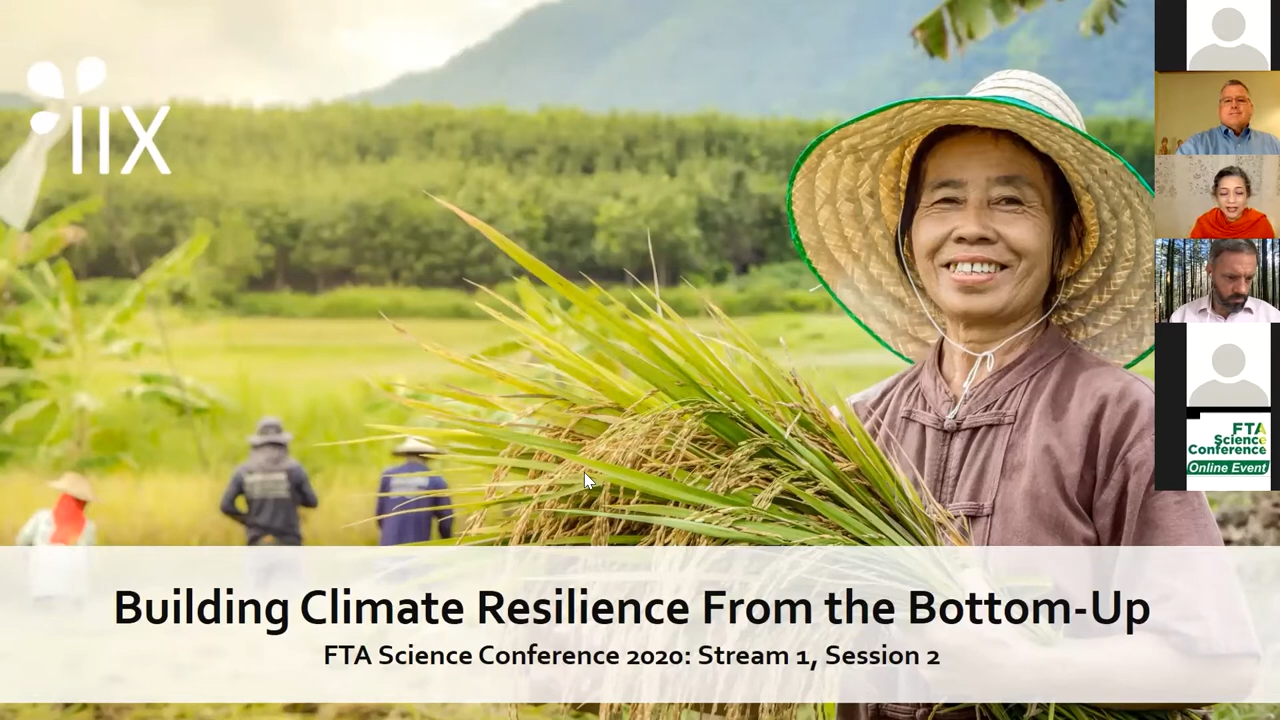 IIX
FTA
Science
Conference
Online Event
Building Climate Resilience From the Bottom-Up
FTA Science Conference 2020: Stream 1, Session 2